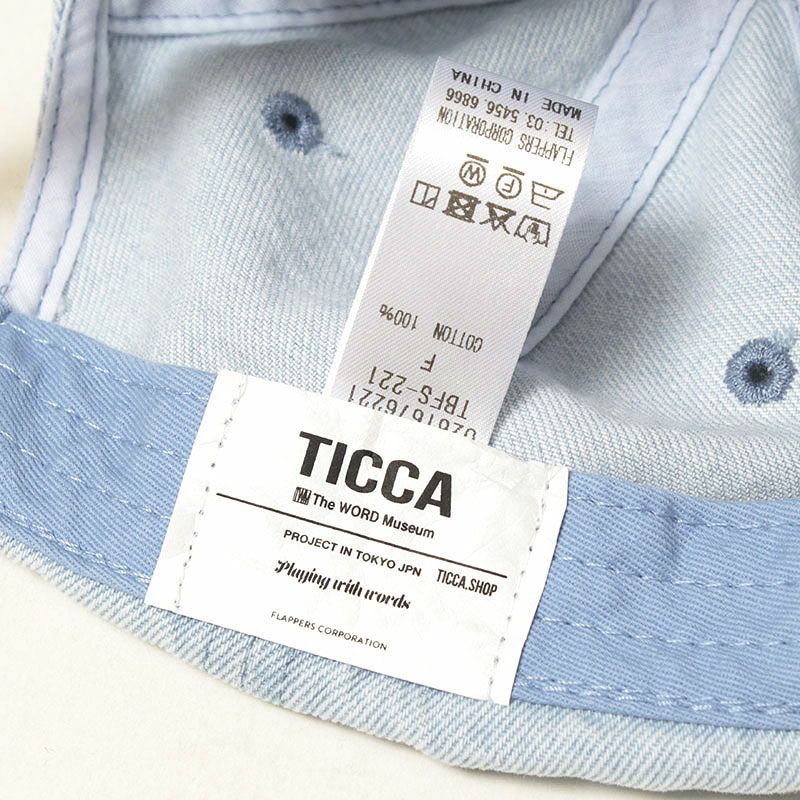 TICCA
The WORD Museum
PROJECT IN TOKYO JPN TICCA.SHOP
Playing with words
FLAPPERS CORPORATION
TBFS-221
F
COTTON 100%
W
F
FLAPPERS CORPORATION
TEL: 03. 5456. 6866
MADE IN CHINA